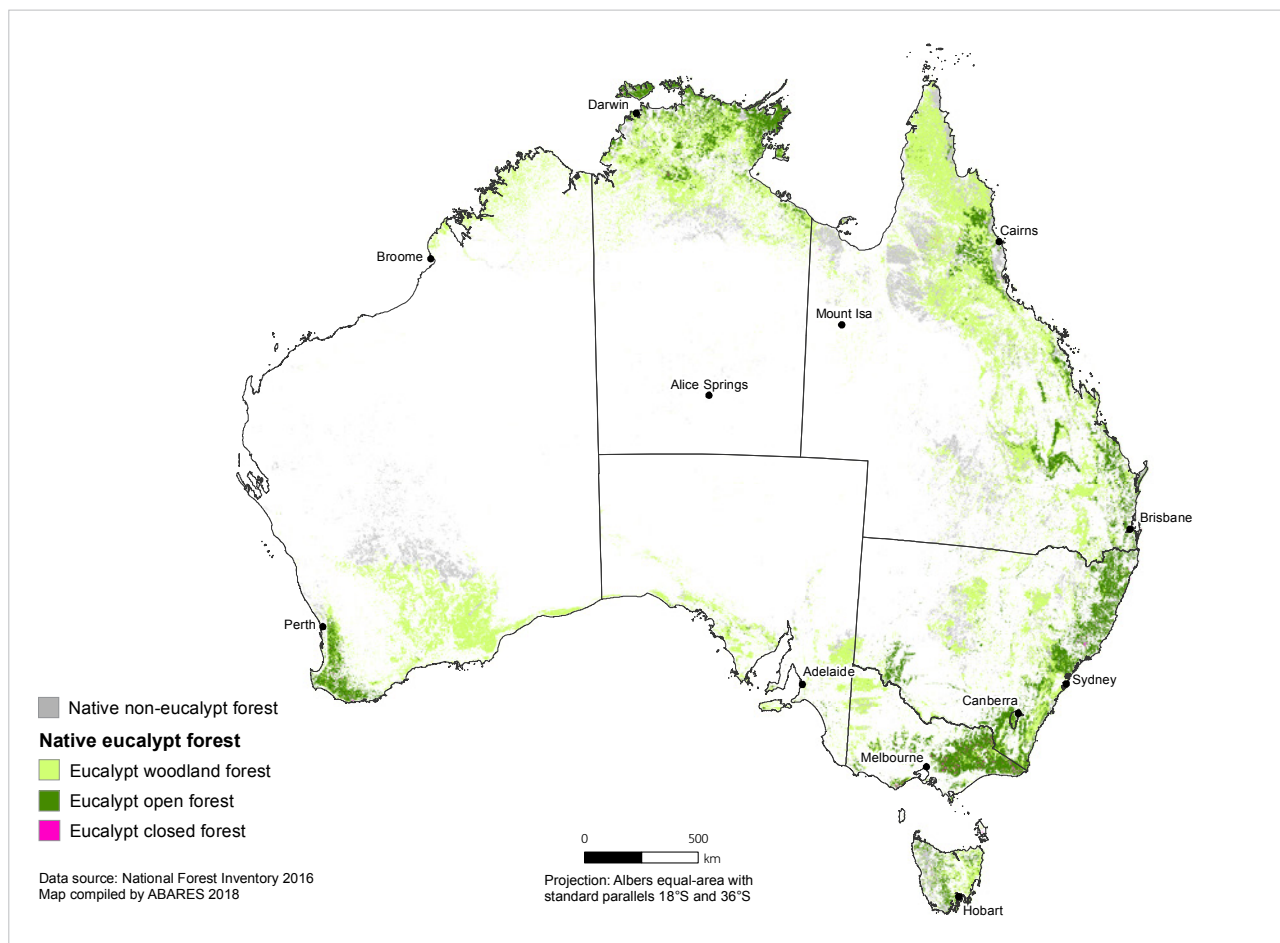 Darwin
Cairns
Broome
Mount Isa
Alice Springs
Brisbane
Perth
Adelaide
Sydney
Canberra
Melbourne
Hobart
Native non-eucalypt forest
Native eucalypt forest
Eucalypt woodland forest
Eucalypt open forest
Eucalypt closed forest
Data source: National Forest Inventory 2016
Map compiled by ABARES 2018
0 500
km
Projection: Albers equal-area with
standard parallels 18°S and 36°S